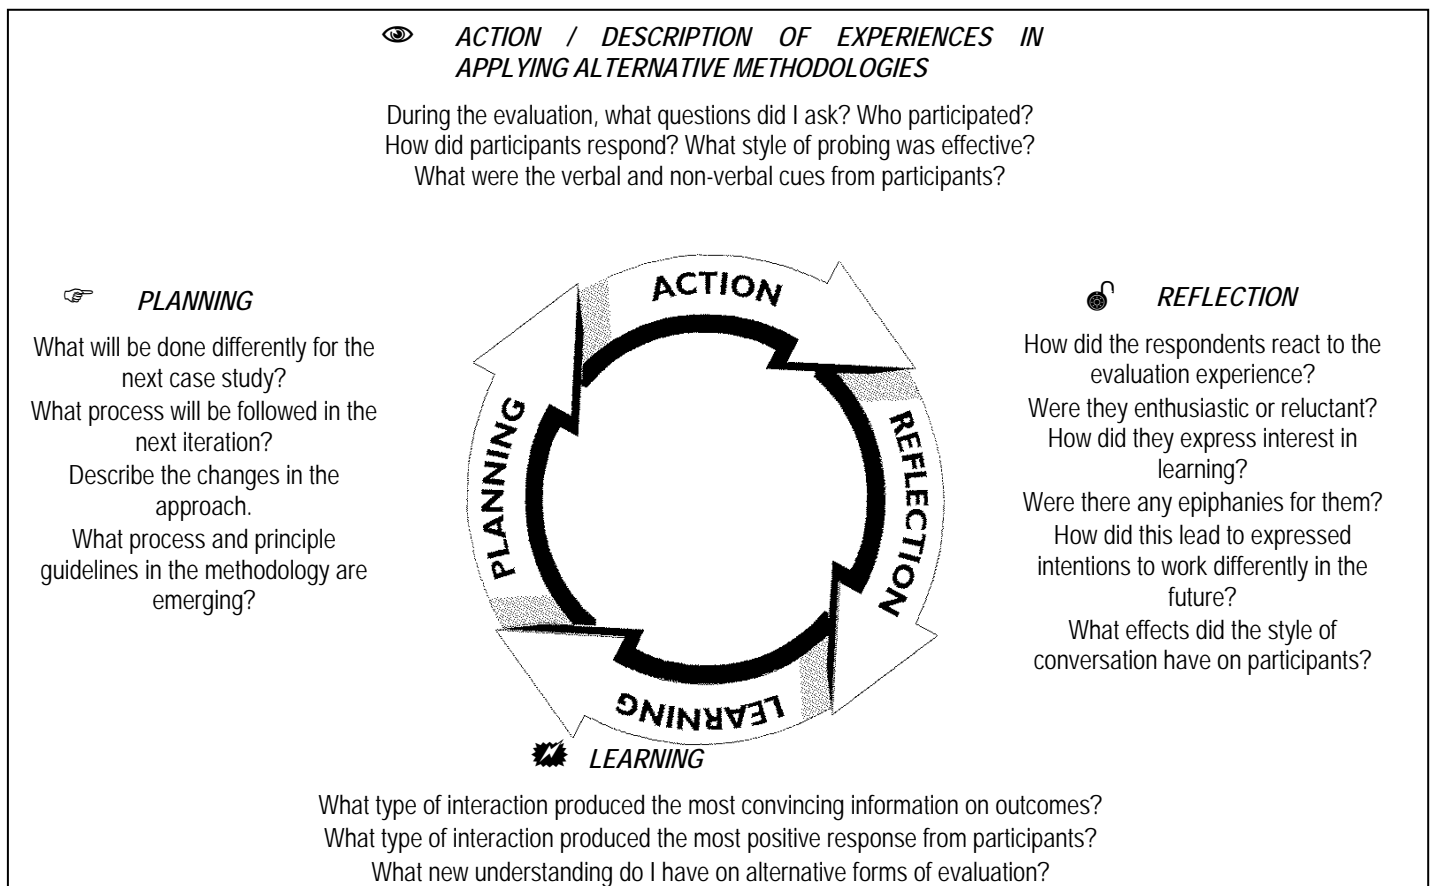 ACTION / DESCRIPTION OF EXPERIENCES IN
APPLYING ALTERNATIVE METHODOLOGIES
During the evaluation, what questions did I ask? Who participated?
How did participants respond? What style of probing was effective?
What were the verbal and non-verbal cues from participants?
PLANNING
What will be done differently for the
next case study?
What process will be followed in the
next iteration?
Describe the changes in the
approach.
What process and principle
guidelines in the methodology are
emerging?
ACTION
REFLECTION
LEARNING
PLANNING
REFLECTION
How did the respondents react to the
evaluation experience?
Were they enthusiastic or reluctant?
How did they express interest in
learning?
Were there any epiphanies for them?
How did this lead to expressed
intentions to work differently in the
future?
What effects did the style of
conversation have on participants?
LEARNING
What type of interaction produced the most convincing information on outcomes?
What type of interaction produced the most positive response from participants?
What new understanding do I have on alternative forms of evaluation?